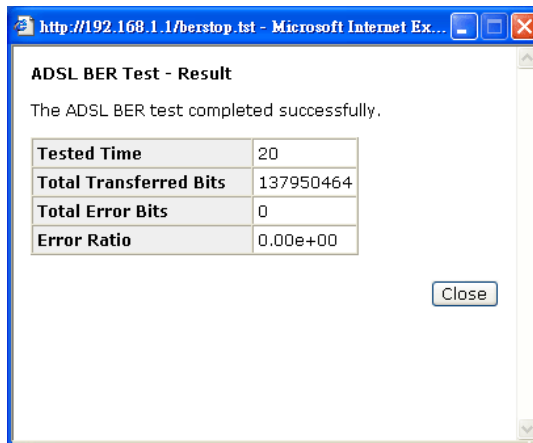 http://192.168.1.1/berstop.tst - Microsoft Internet Ex...
ADSL BER Test - Result
The ADSL BER test completed successfully.
Tested Time 20
Total Transferred Bits 137950464
Total Error Bits 0
Error Ratio 0.00e+00
Close